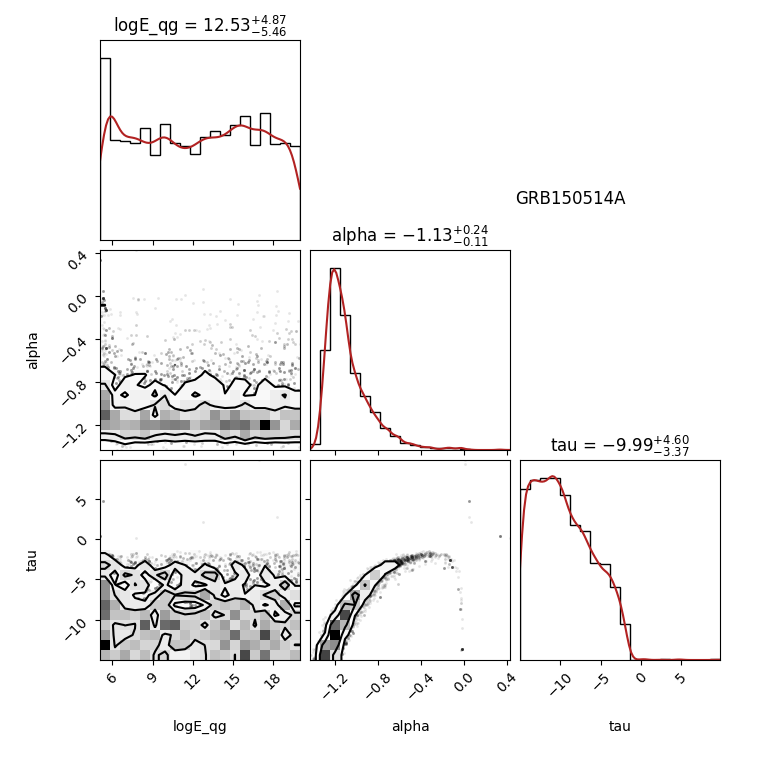 logE_qg = 12.53+4.87 −5.46
GRB150514A
alpha = −1.13+0.24 −0.11
0.4
0.0
−0.4
−0.8
−1.2
alpha
tau = −9.99+4.60 −3.37
5
0
−5
−10
tau
6 9 12 15 18
−1.2 −0.8 −0.4 0.0 0.4
−10 −5 0 5
logE_qg alpha tau